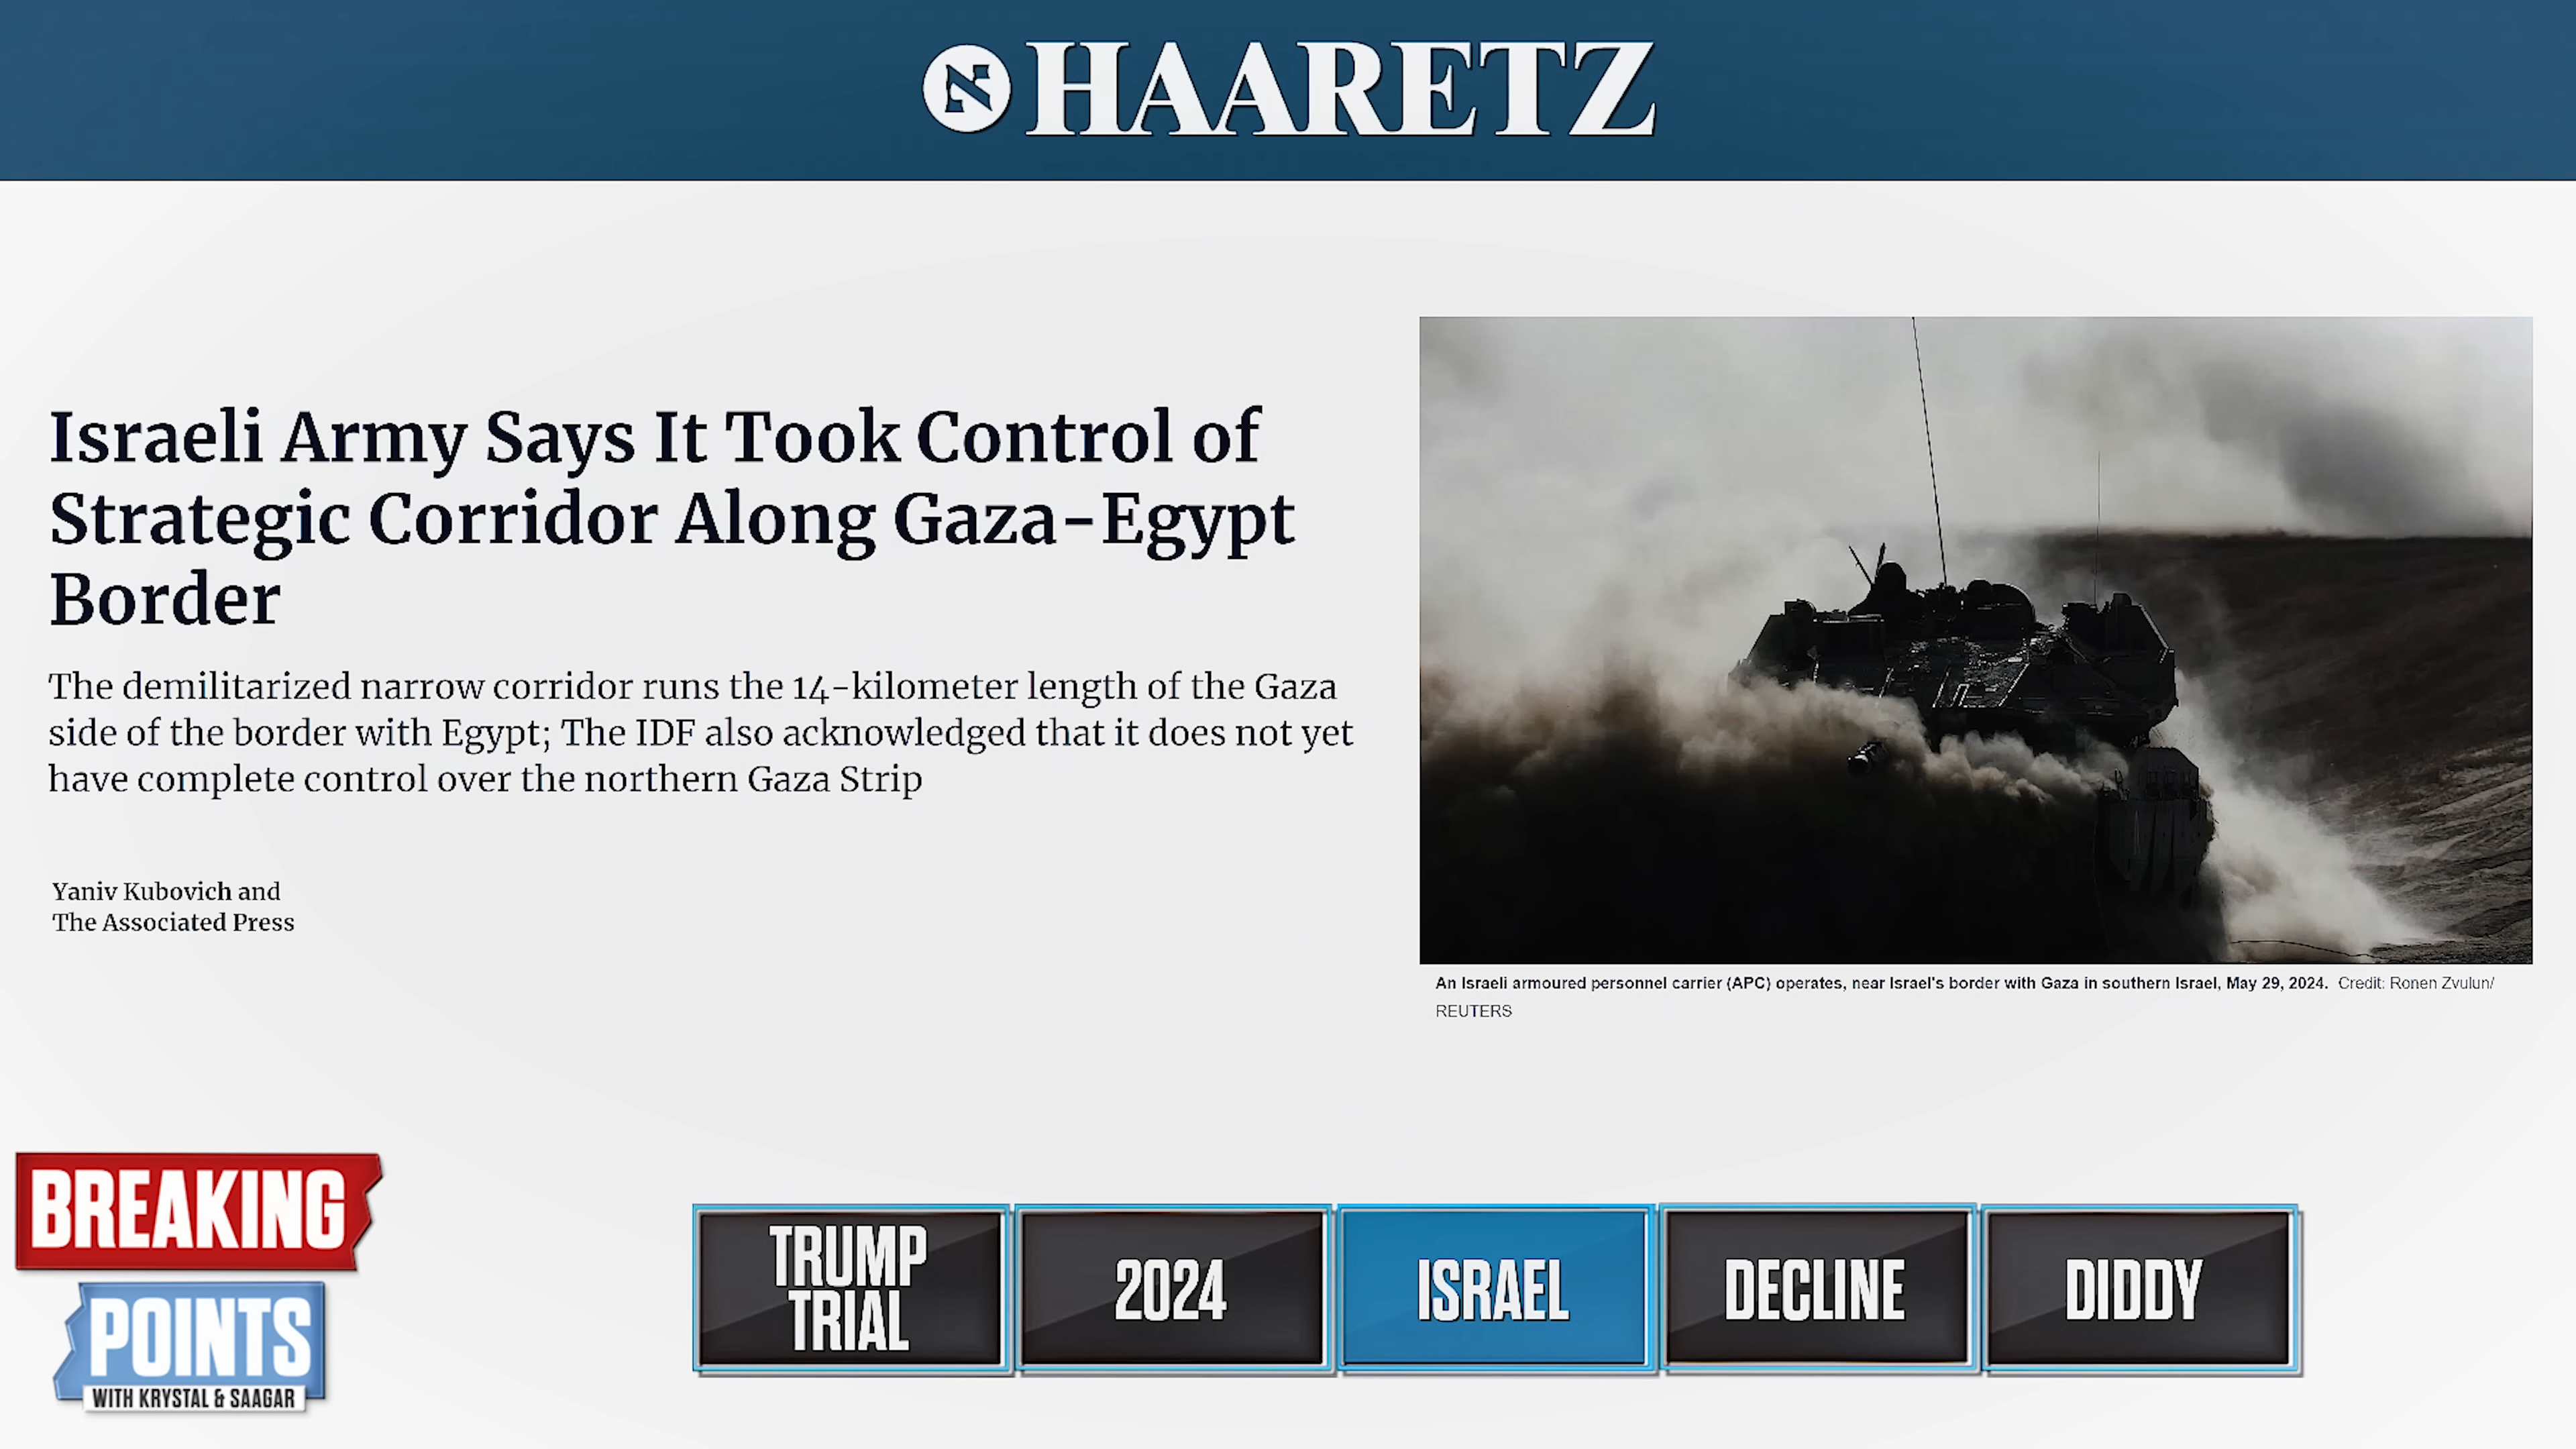 HAARETZ
Israeli Army Says It Took Control of
Strategic Corridor Along Gaza-Egypt
Border
The demilitarized narrow corridor runs the 14-kilometer length of the Gaza
side of the border with Egypt; The IDF also acknowledged that it does not yet
have complete control over the northern Gaza Strip
Yaniv Kubovich and
The Associated Press
An Israeli armoured personnel carrier (APC) operates, near Israel's border with Gaza in southern Israel, May 29, 2024. Credit: Ronen Zvulun/
REUTERS
BREAKING
POINTS
WITH KRYSTAL & SAAGAR
TRUMP
TRIAL
2024
ISRAEL
DECLINE
DIDDY